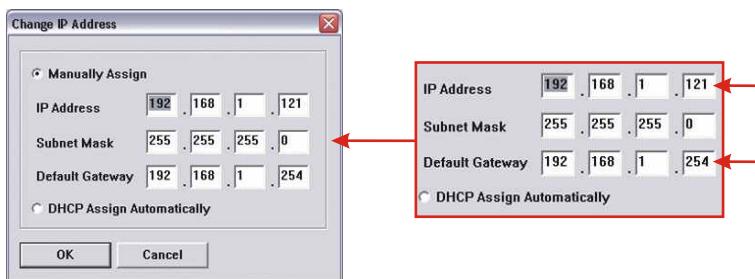 Change IP Address
Manually Assign
IP Address 192 . 168 . 1 . 121
Subnet Mask 255 . 255 . 255 . 0
Default Gateway 192 . 168 . 1 . 254
DHCP Assign Automatically
OK Cancel
IP Address 192 . 168 . 1 . 121
Subnet Mask 255 . 255 . 255 . 0
Default Gateway 192 . 168 . 1 . 254
DHCP Assign Automatically